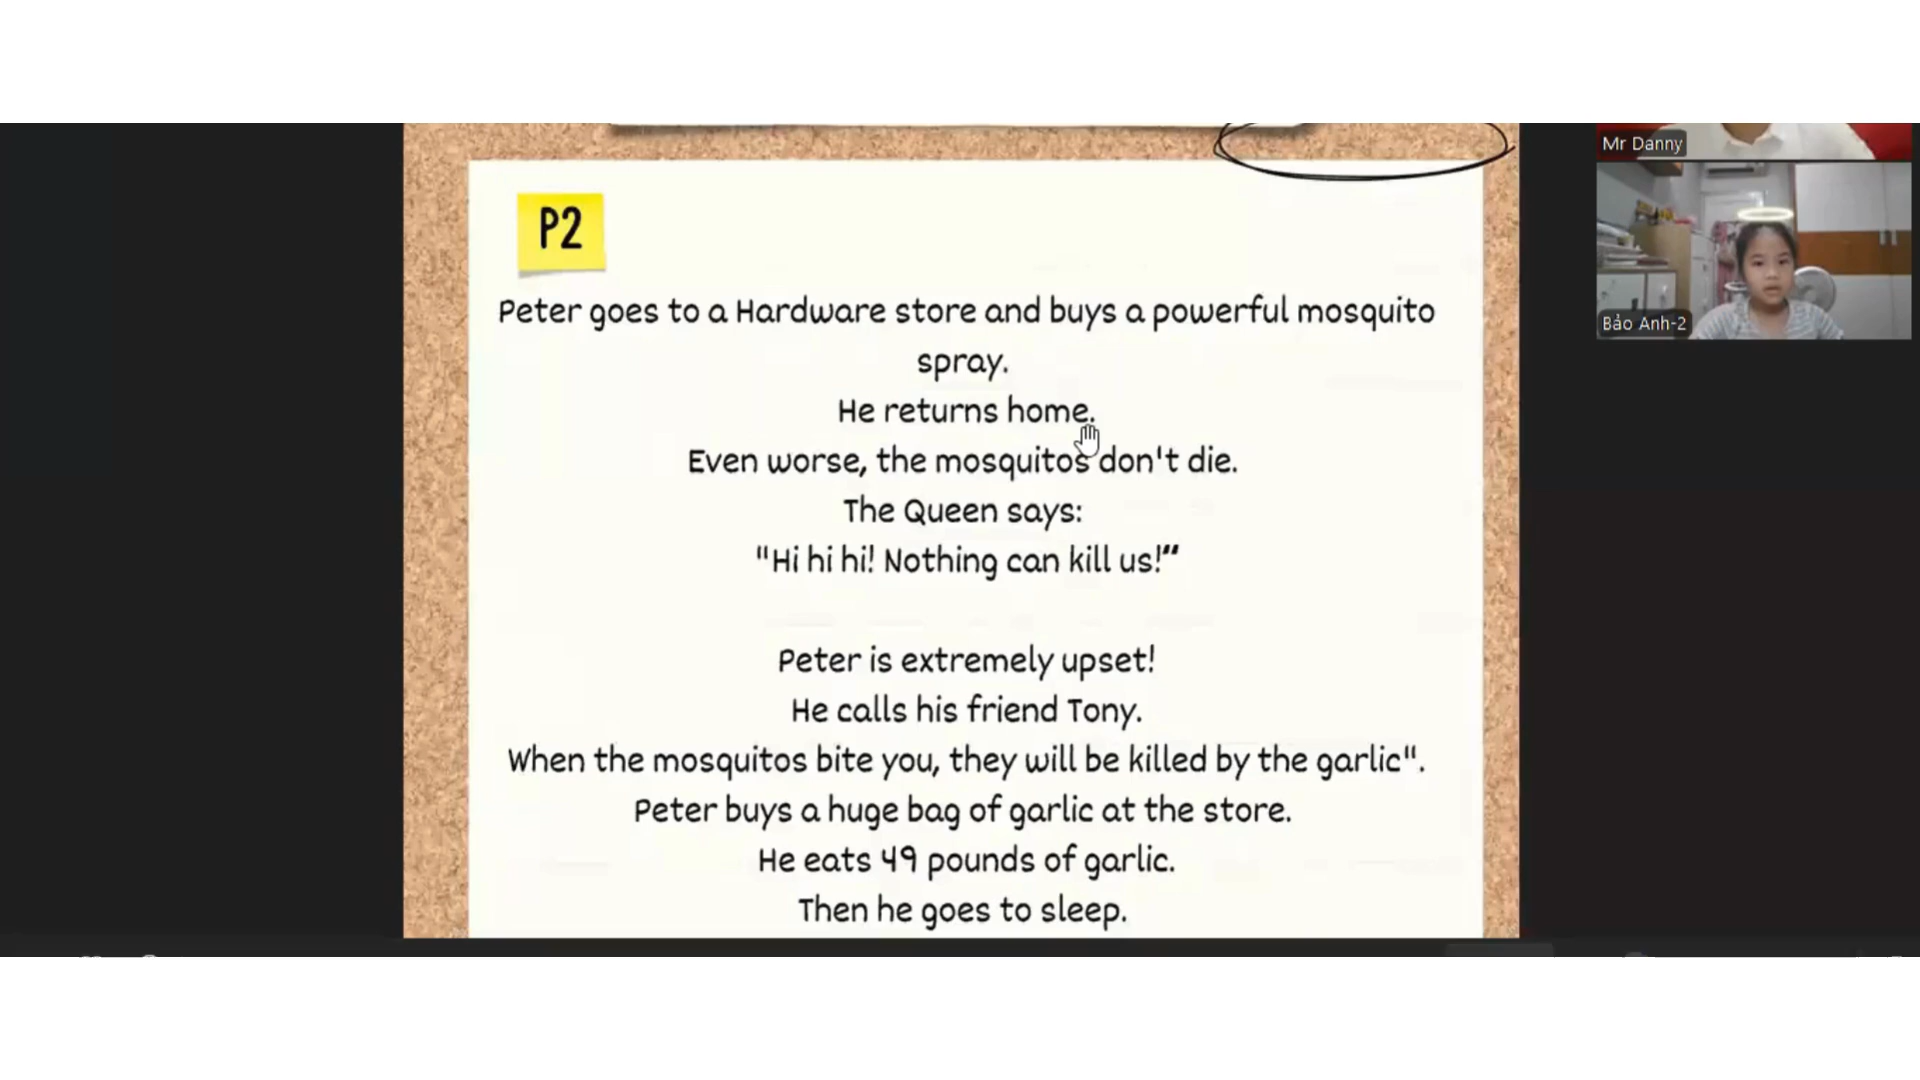 Mr Danny
Bảo Anh-2
P2
Peter goes to a Hardware store and buys a powerful mosquito
spray.
He returns home.
Even worse, the mosquitos don't die.
The Queen says:
"Hi hi hi! Nothing can kill us!”
Peter is extremely upset!
He calls his friend Tony.
When the mosquitos bite you, they will be killed by the garlic".
Peter buys a huge bag of garlic at the store.
He eats 49 pounds of garlic.
Then he goes to sleep.